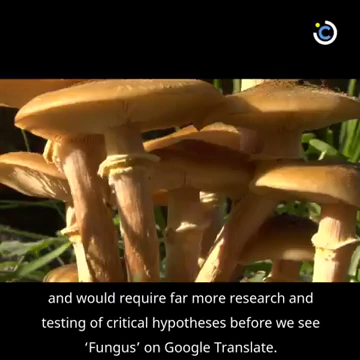 and would require far more research and
testing of critical hypotheses before we see
‘Fungus’ on Google Translate.